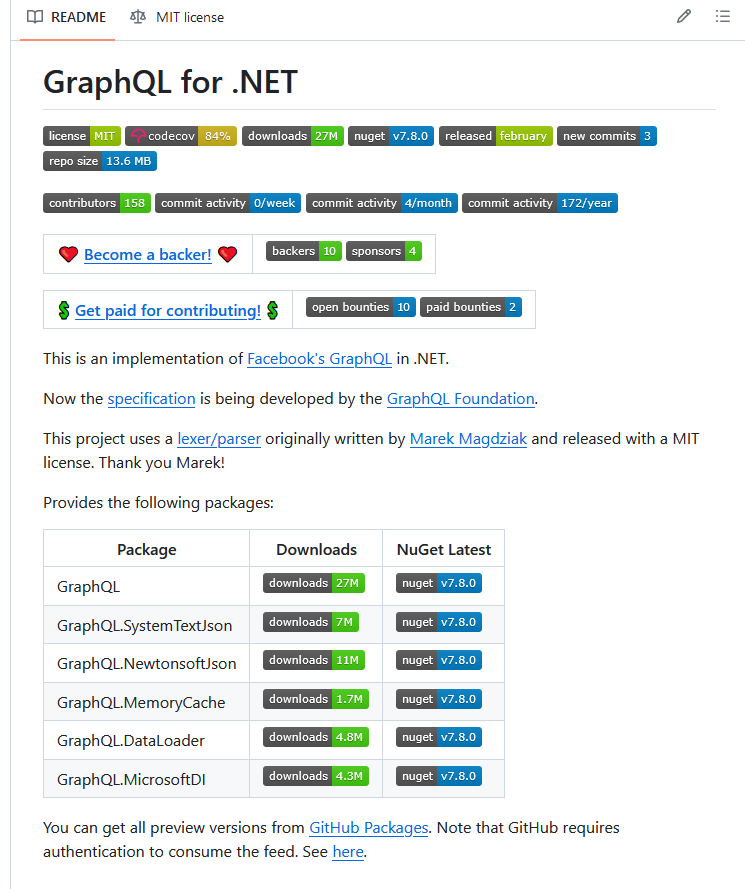 README MIT license
GraphQL for .NET
license MIT codecov 84% downloads 27M nuget v7.8.0 released february new commits 3
repo size 13.6 MB
contributors 158 commit activity 0/week commit activity 4/month commit activity 172/year
Become a backer! backers 10 sponsors 4
Get paid for contributing! open bounties 10 paid bounties 2
This is an implementation of Facebook's GraphQL in .NET.
Now the specification is being developed by the GraphQL Foundation.
This project uses a lexer/parser originally written by Marek Magdziak and released with a MIT
license. Thank you Marek!
Provides the following packages:
Package Downloads NuGet Latest
GraphQL downloads 27M nuget v7.8.0
GraphQL.SystemTextJson downloads 7M nuget v7.8.0
GraphQL.NewtonsoftJson downloads 11M nuget v7.8.0
GraphQL.MemoryCache downloads 1.7M nuget v7.8.0
GraphQL.DataLoader downloads 4.8M nuget v7.8.0
GraphQL.MicrosoftDI downloads 4.3M nuget v7.8.0
You can get all preview versions from GitHub Packages. Note that GitHub requires
authentication to consume the feed. See here.